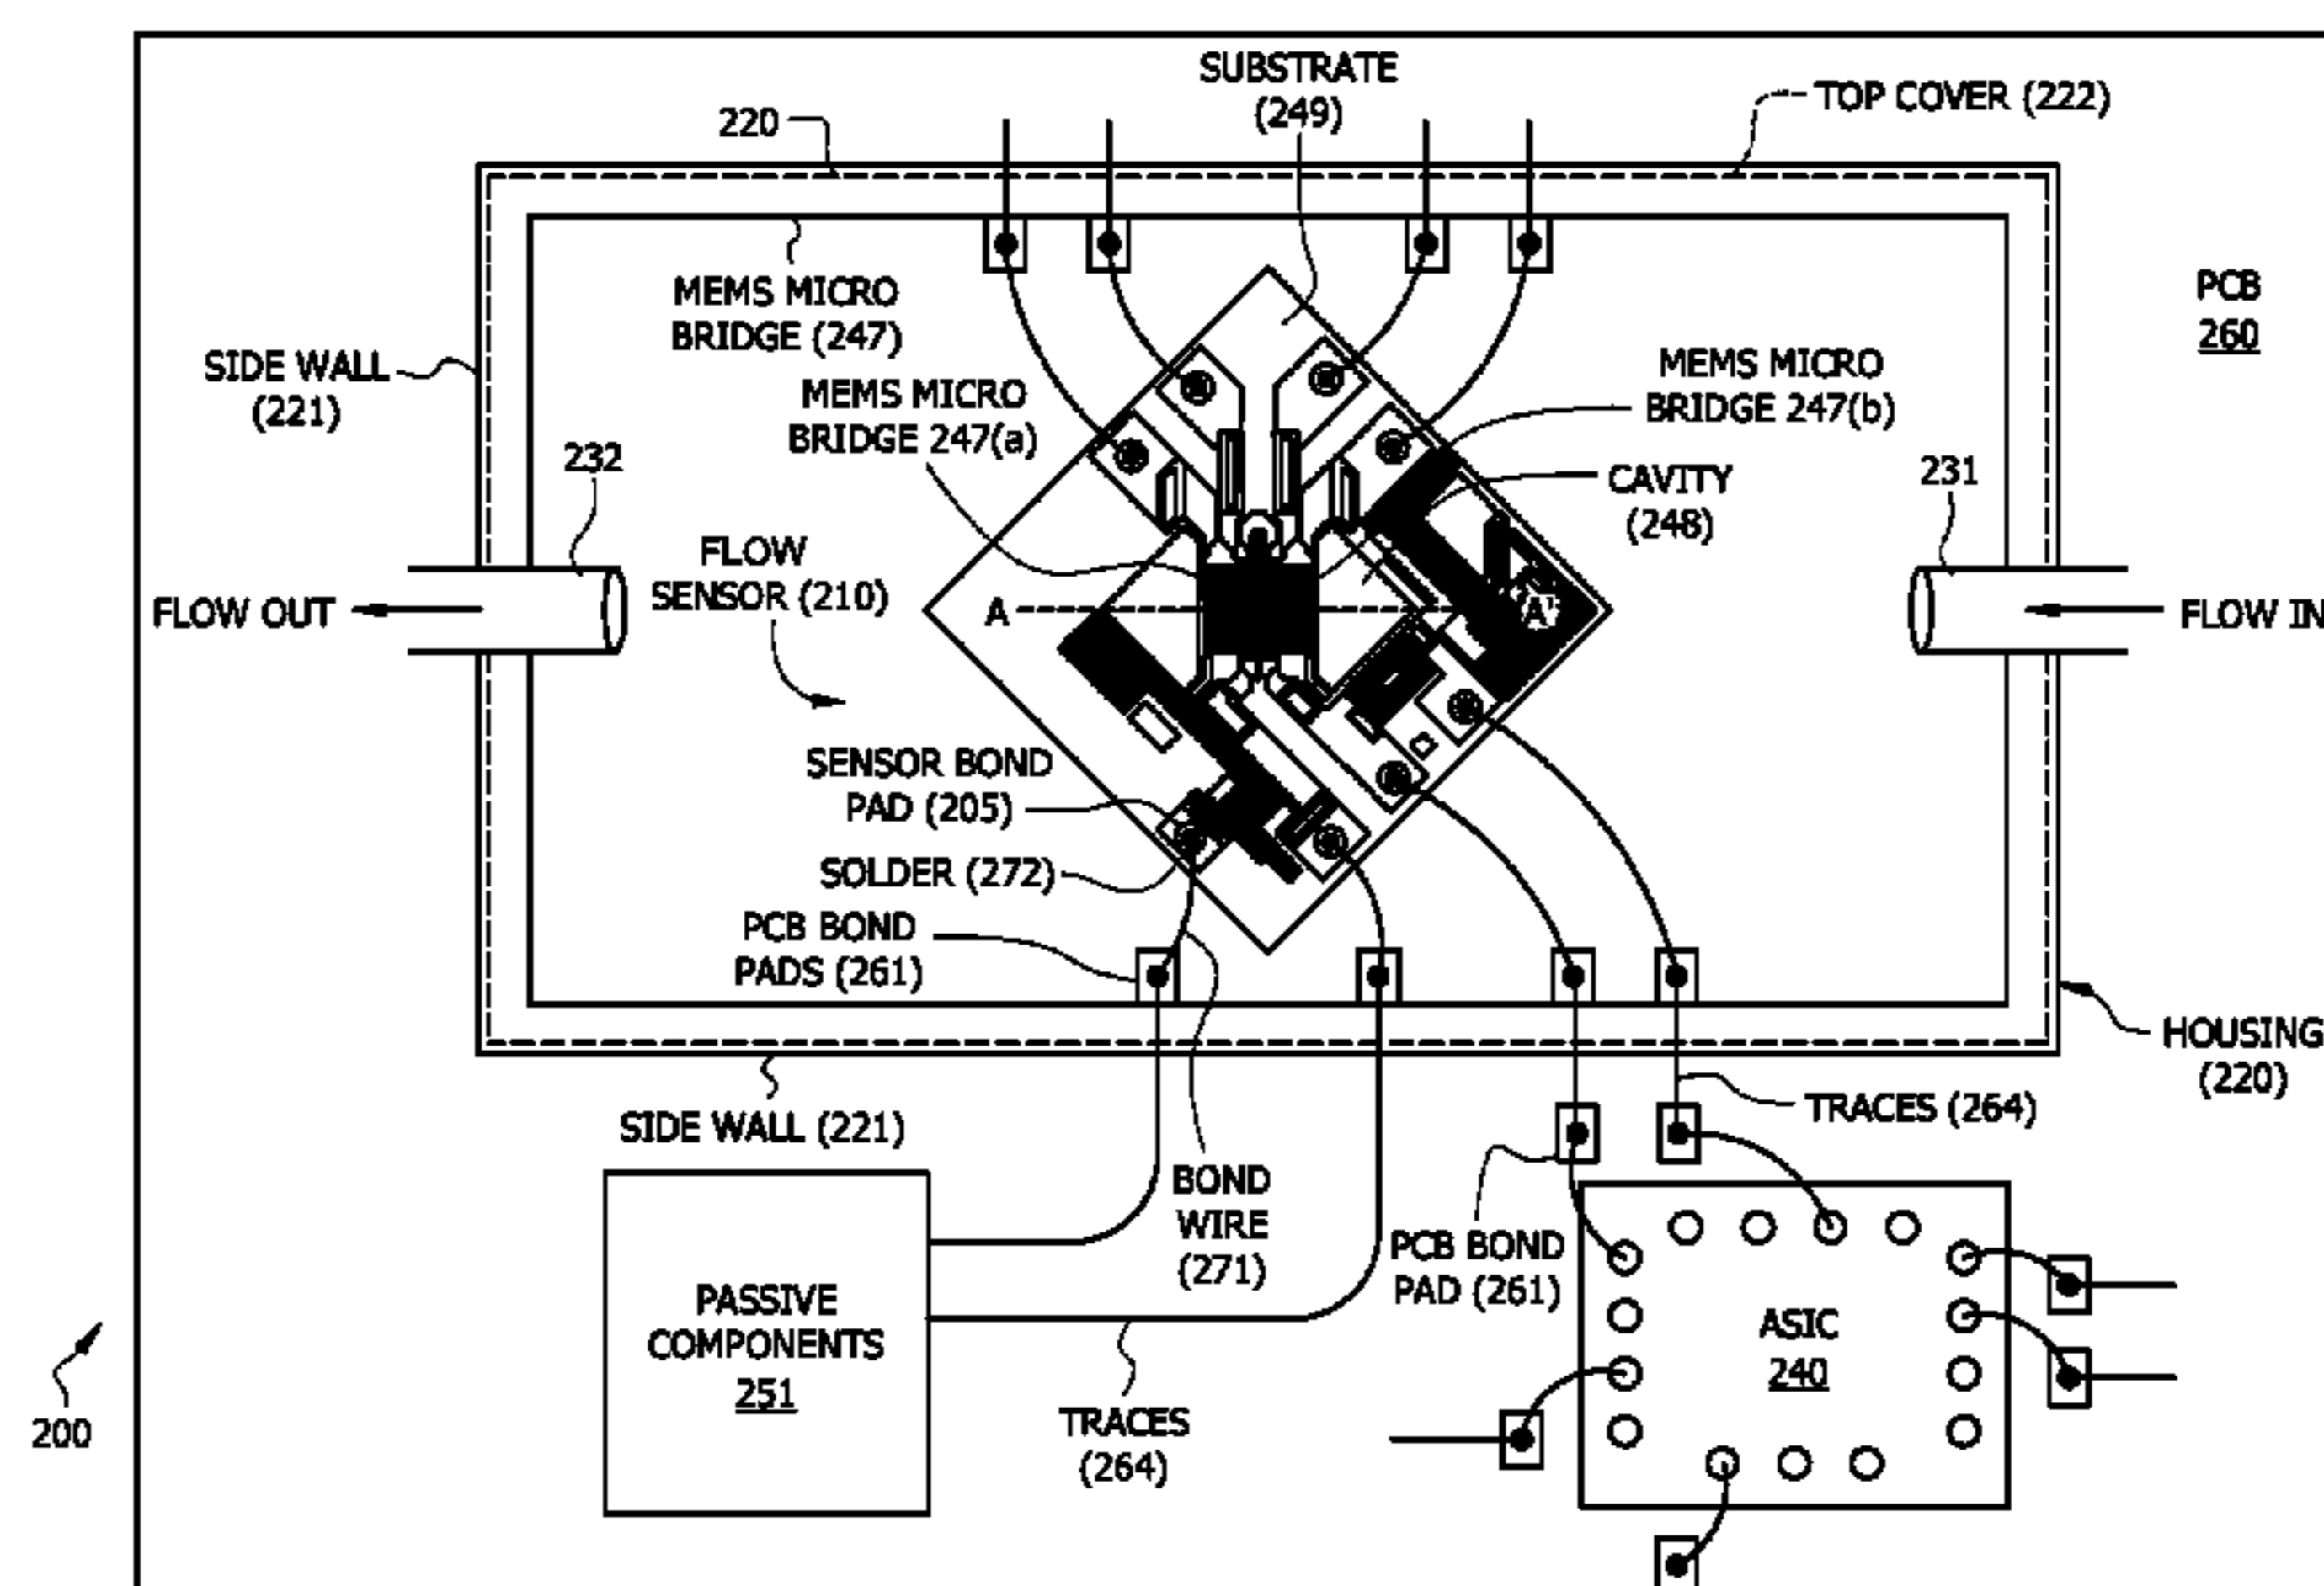 SUBSTRATE
(249)
TOP COVER (222)
220
PCB
260
MEMS MICRO
BRIDGE (247)
SIDE WALL
(221)
MEMS MICRO
BRIDGE 247(a)
MEMS MICRO
BRIDGE 247(b)
232
CAVITY
(248)
231
FLOW
SENSOR (210)
FLOW OUT
A
A'
FLOW IN
SENSOR BOND
PAD (205)
SOLDER (272)
PCB BOND
PADS (261)
HOUSING
(220)
SIDE WALL (221)
TRACES (264)
BOND
WIRE
(271)
PCB BOND
PAD (261)
PASSIVE
COMPONENTS
251
ASIC
240
TRACES
(264)
200